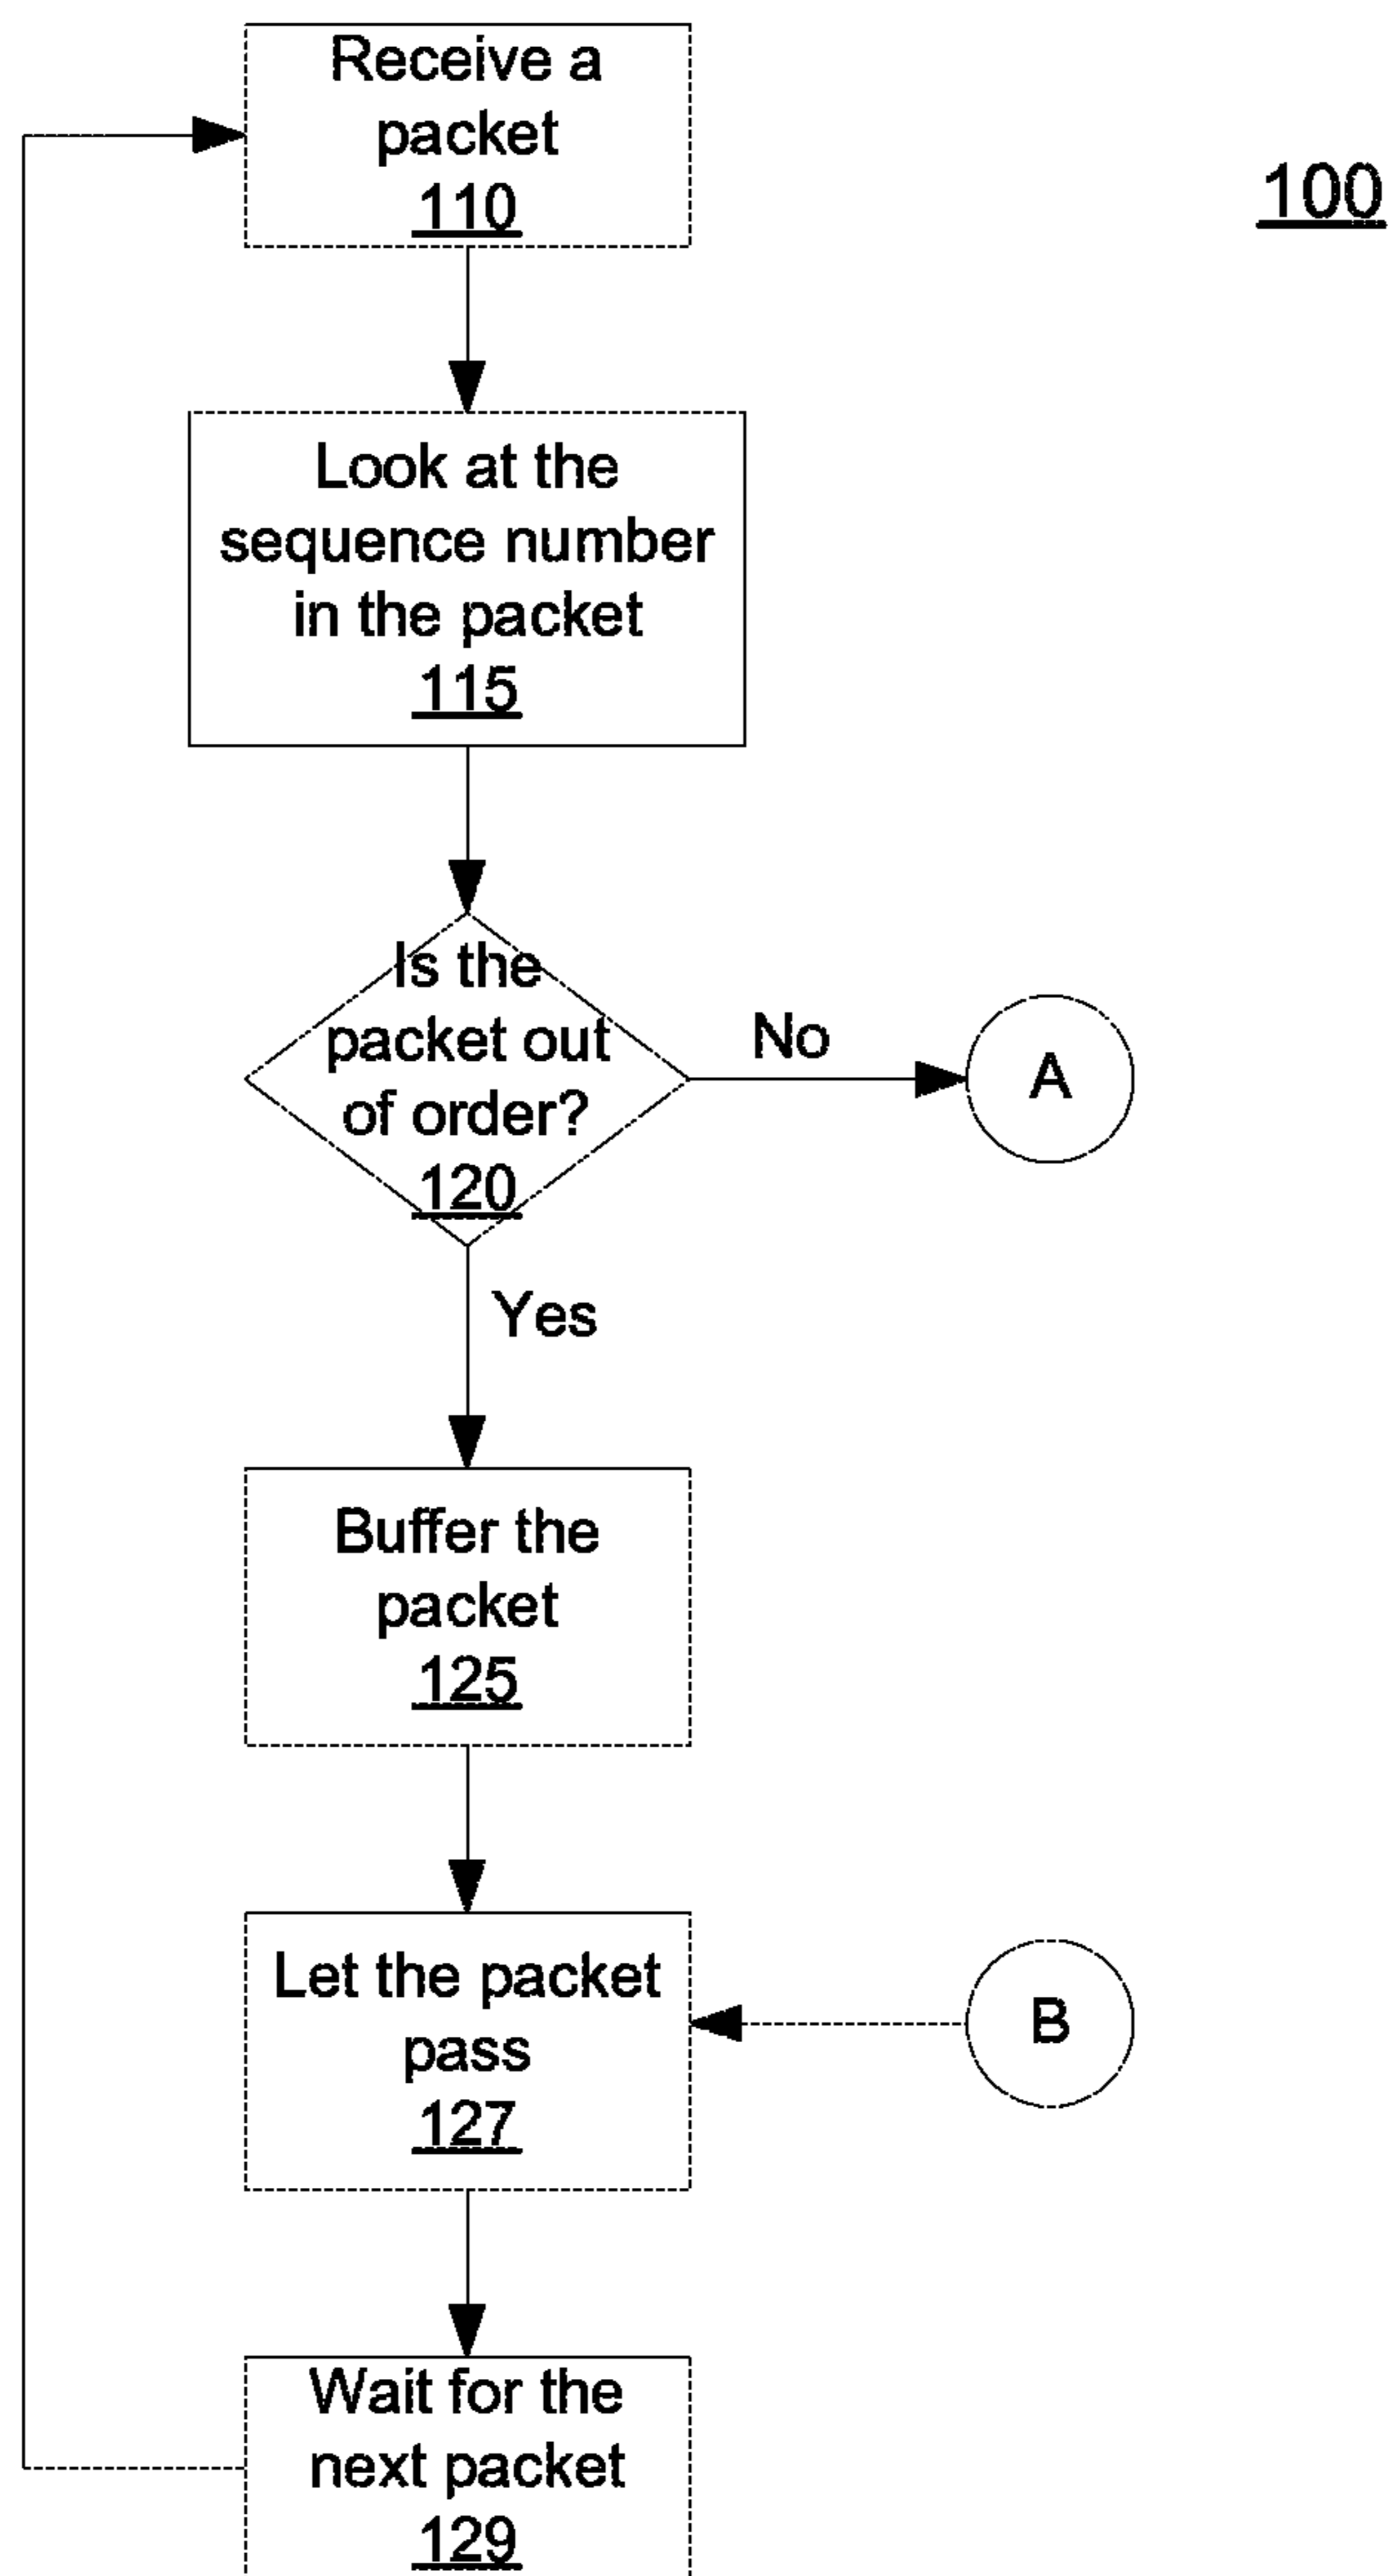 Receive a
packet
110
100
Look at the
sequence number
in the packet
115
Is the
packet out
of order?
120
No
A
Yes
Buffer the
packet
125
Let the packet
pass
127
B
Wait for the
next packet
129